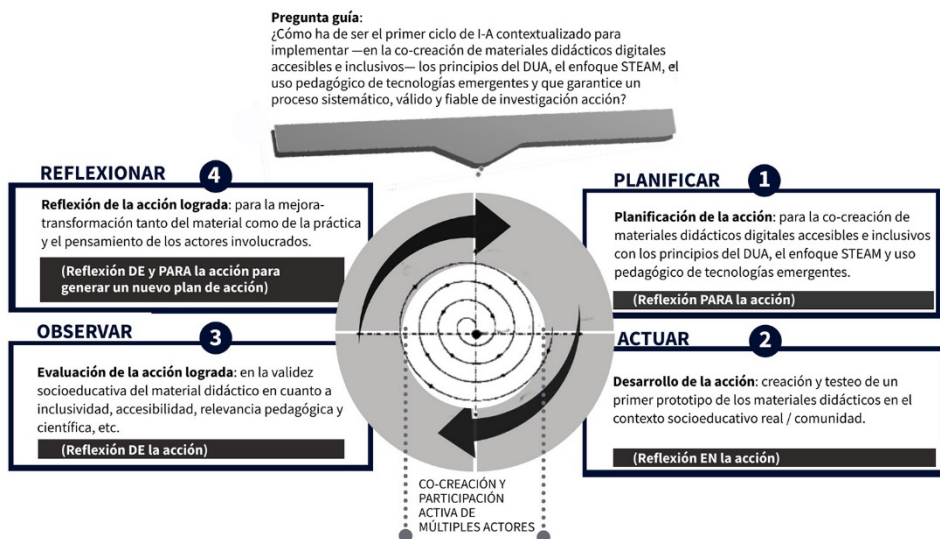 Pregunta guía:
¿Cómo ha de ser el primer ciclo de I-A contextualizado para
implementar —en la co-creación de materiales didácticos digitales
accesibles e inclusivos— los principios del DUA, el enfoque STEAM, el
uso pedagógico de tecnologías emergentes y que garantice un
proceso sistemático, válido y fiable de investigación acción?
REFLEXIONAR 4
Reflexión de la acción lograda: para la mejora-
transformación tanto del material como de la práctica
y el pensamiento de los actores involucrados.
(Reflexión DE y PARA la acción para
generar un nuevo plan de acción)
PLANIFICAR 1
Planificación de la acción: para la co-creación de
materiales didácticos digitales accesibles e inclusivos
con los principios del DUA, el enfoque STEAM y uso
pedagógico de tecnologías emergentes.
(Reflexión PARA la acción)
OBSERVAR 3
Evaluación de la acción lograda: en la validez
socioeducativa del material didáctico en cuanto a
inclusividad, accesibilidad, relevancia pedagógica y
científica, etc.
(Reflexión DE la acción)
ACTUAR 2
Desarrollo de la acción: creación y testeo de un
primer prototipo de los materiales didácticos en el
contexto socioeducativo real / comunidad.
(Reflexión EN la acción)
CO-CREACIÓN Y
PARTICIPACIÓN
ACTIVA DE
MÚLTIPLES ACTORES